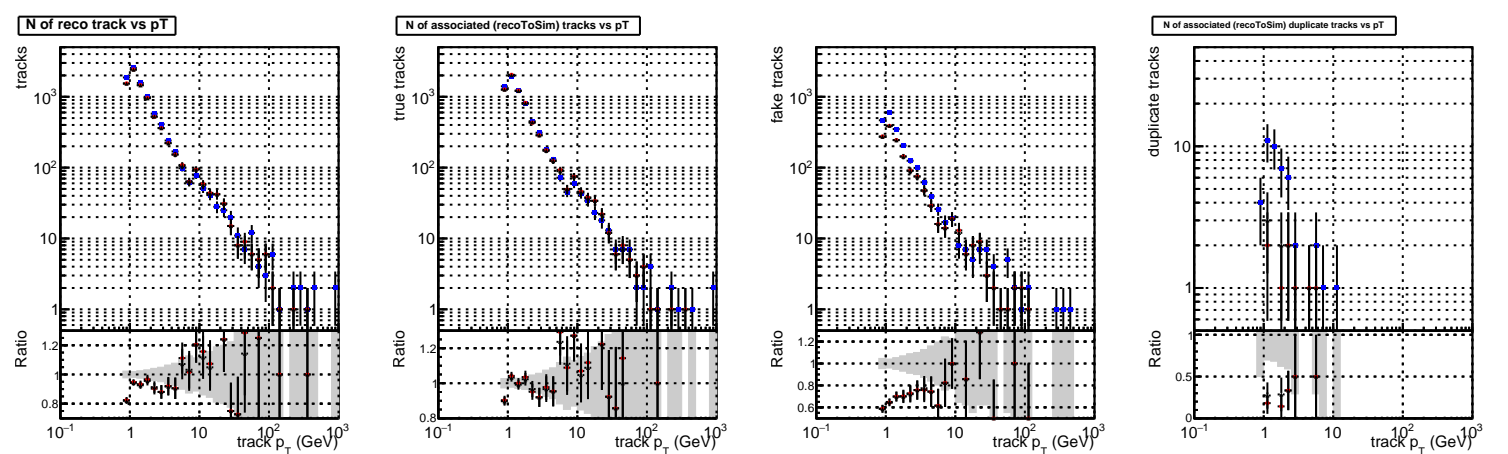 N of reco track vs pT
tracks
10³
10²
10
1
Ratio
1.2
1
0.8
10⁻¹ 1 10 10² 10³
track p_T (GeV)
N of associated (recoToSim) tracks vs pT
true tracks
10³
10²
10
1
Ratio
1.2
1
0.8
10⁻¹ 1 10 10² 10³
track p_T (GeV)
fake tracks
10³
10²
10
1
Ratio
1.2
1
0.8
0.6
10⁻¹ 1 10 10² 10³
track p_T (GeV)
N of associated (recoToSim) duplicate tracks vs pT
duplicate tracks
10
1
Ratio
1
0.5
0
10⁻¹ 1 10 10² 10³
track p_T (GeV)